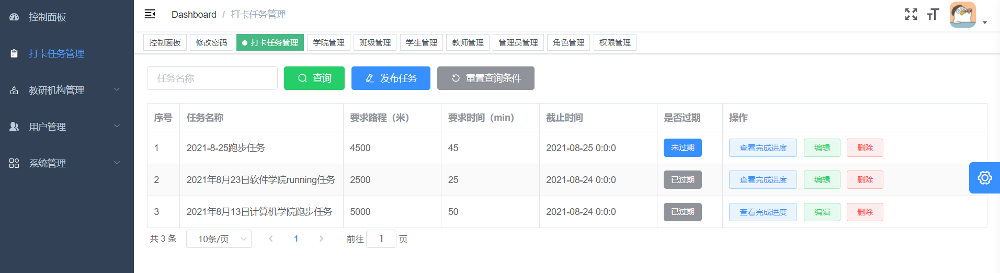 控制面板
打卡任务管理
教研机构管理
用户管理
系统管理
Dashboard / 打卡任务管理
控制面板 修改密码 打卡任务管理 学院管理 班级管理 学生管理 教师管理 管理员管理 角色管理 权限管理
任务名称 查询 发布任务 重置查询条件
序号 任务名称 要求路程（米） 要求时间（min） 截止时间 是否过期 操作
1 2021-8-25跑步任务 4500 45 2021-08-25 0:0:0 未过期 查看完成进度 编辑 删除
2 2021年8月23日软件学院running任务 2500 25 2021-08-24 0:0:0 已过期 查看完成进度 编辑 删除
3 2021年8月13日计算机学院跑步任务 5000 50 2021-08-24 0:0:0 已过期 查看完成进度 编辑 删除
共 3 条 10条/页 1 前往 1 页